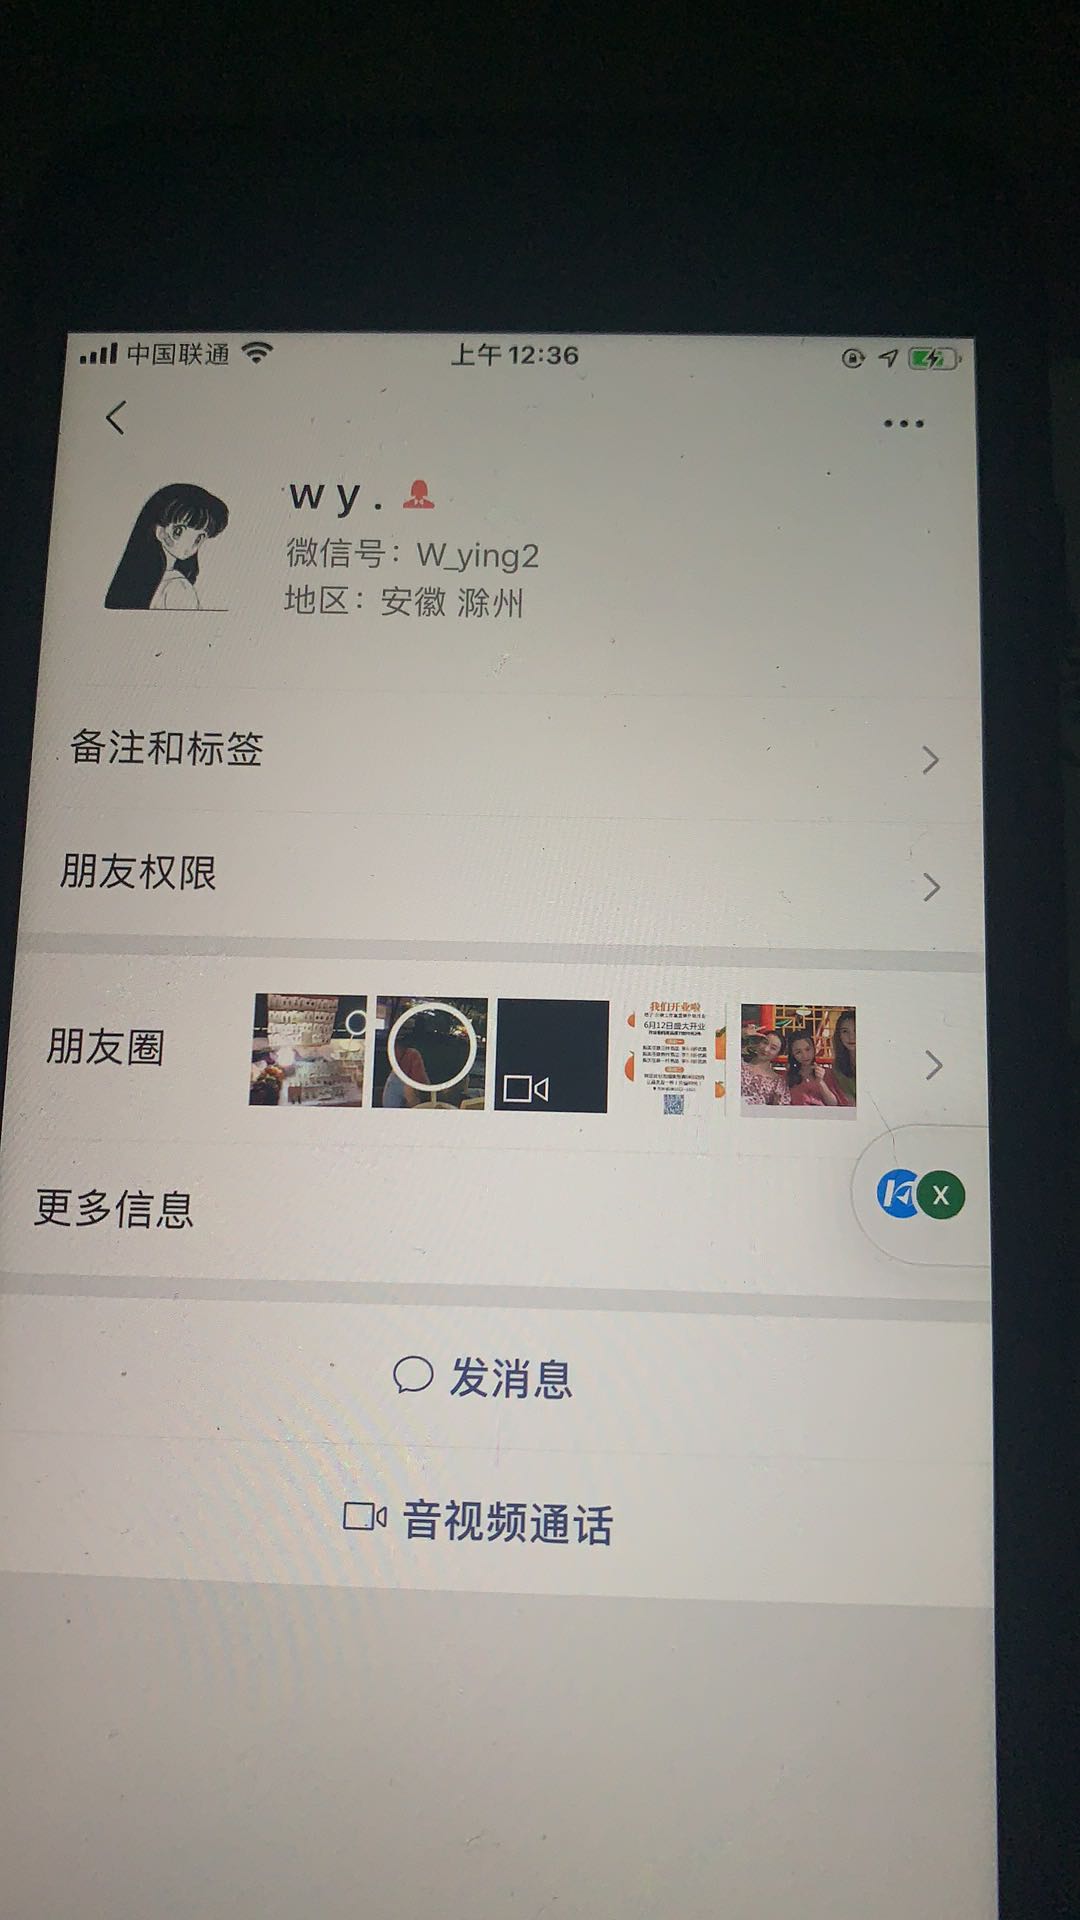 中国联通
上午12:36
wy.
微信号：W_ying2
地区：安徽 滁州
备注和标签
朋友权限
朋友圈
我们开业啦
6月12日盛大开业
更多信息
X
发消息
音视频通话